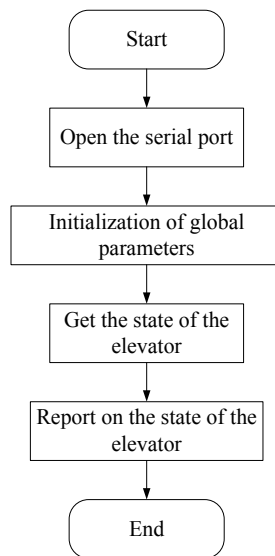 Start
Open the serial port
Initialization of global
parameters
Get the state of the
elevator
Report on the state of the
elevator
End